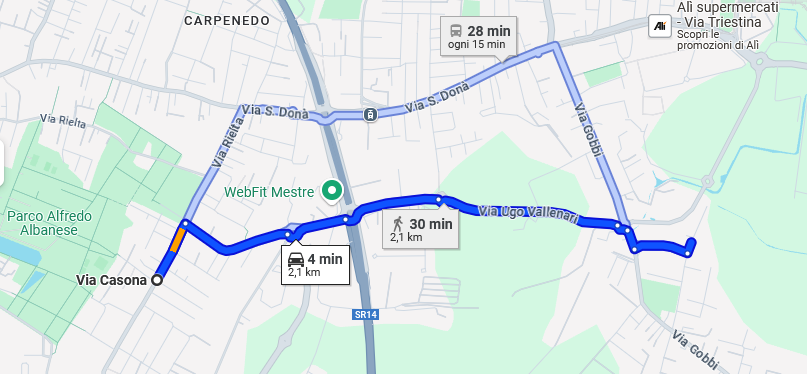 CARPENEDO
Alì supermercati
- Via Triestina
Scopri le
promozioni di Alì
Alì
28 min
ogni 15 min
Via S. Donà
Via S. Donà
Via Rielta
Via Rielta
Via Gobbi
WebFit Mestre
Parco Alfredo
Albanese
Via Ugo Vallenari
30 min
2,1 km
4 min
2,1 km
Via Casona
SR14
Via Gobbi